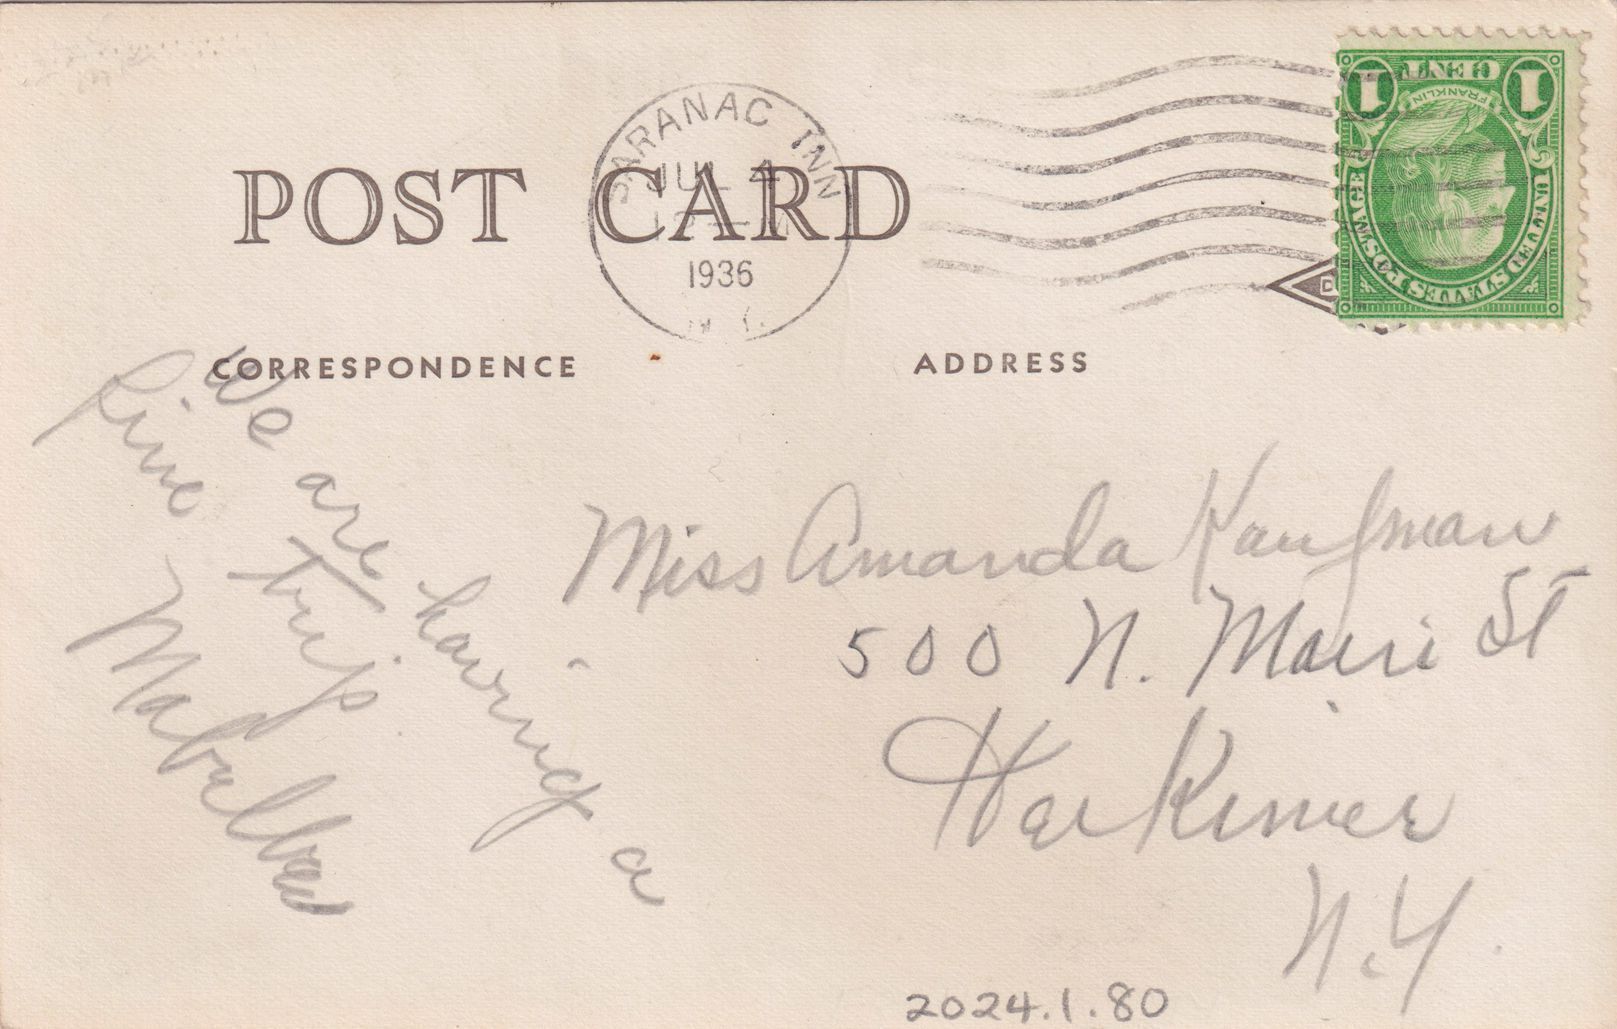 SARANAC INN
JUL 4
1936
N.Y.
POST CARD
1 CENT 1
FRANKLIN
UNITED STATES POSTAGE
CORRESPONDENCE
ADDRESS
We are having a
fine trip.
Miss Amanda Kaufman
500 N. Main St
Herkimer
N.Y.
2024.1.80